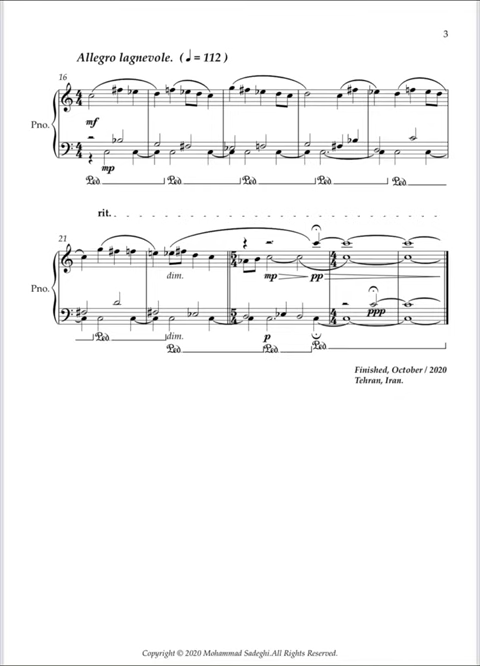 3
Allegro lagnevole. ( ♩ = 112 )
16
Pno.
mf
mp
Ped Ped Ped Ped Ped
rit.
21
Pno.
dim.
mp pp
ppp
dim. p
Ped Ped Ped Ped
Finished, October / 2020
Tehran, Iran.
Copyright © 2020 Mohammad Sadeghi.All Rights Reserved.